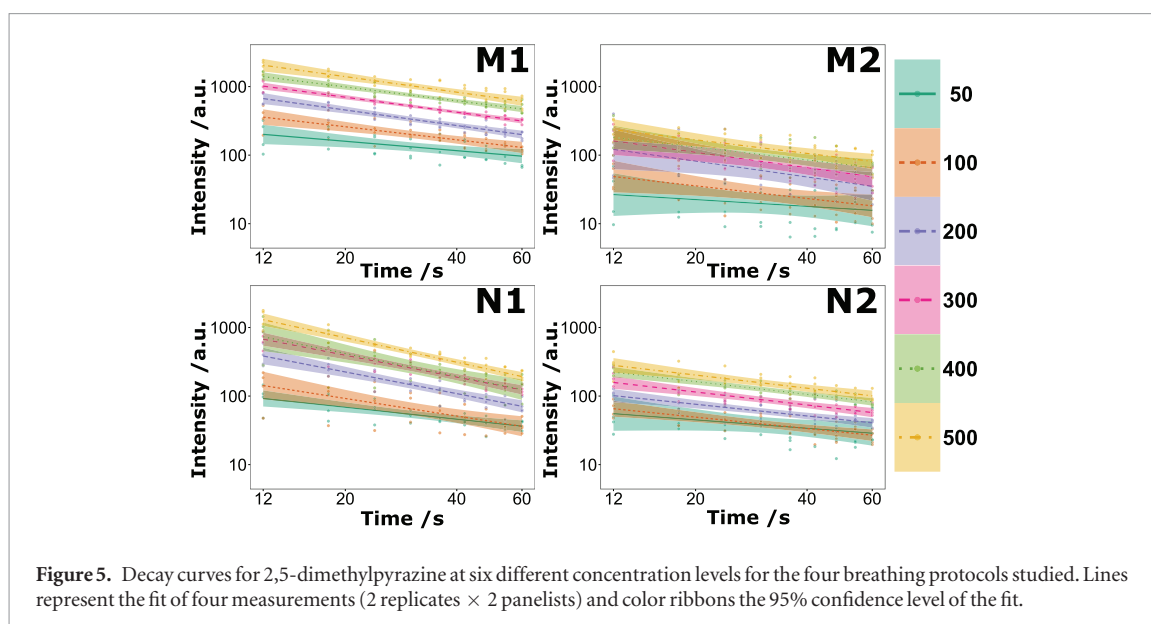 M1
Intensity /a.u.
1000
100
10
12
20
40
60
Time /s
M2
Intensity /a.u.
1000
100
10
12
20
40
60
Time /s
N1
Intensity /a.u.
1000
100
10
12
20
40
60
Time /s
N2
Intensity /a.u.
1000
100
10
12
20
40
60
Time /s
50
100
200
300
400
500
Figure 5. Decay curves for 2,5-dimethylpyrazine at six different concentration levels for the four breathing protocols studied. Lines
represent the fit of four measurements (2 replicates × 2 panelists) and color ribbons the 95% confidence level of the fit.